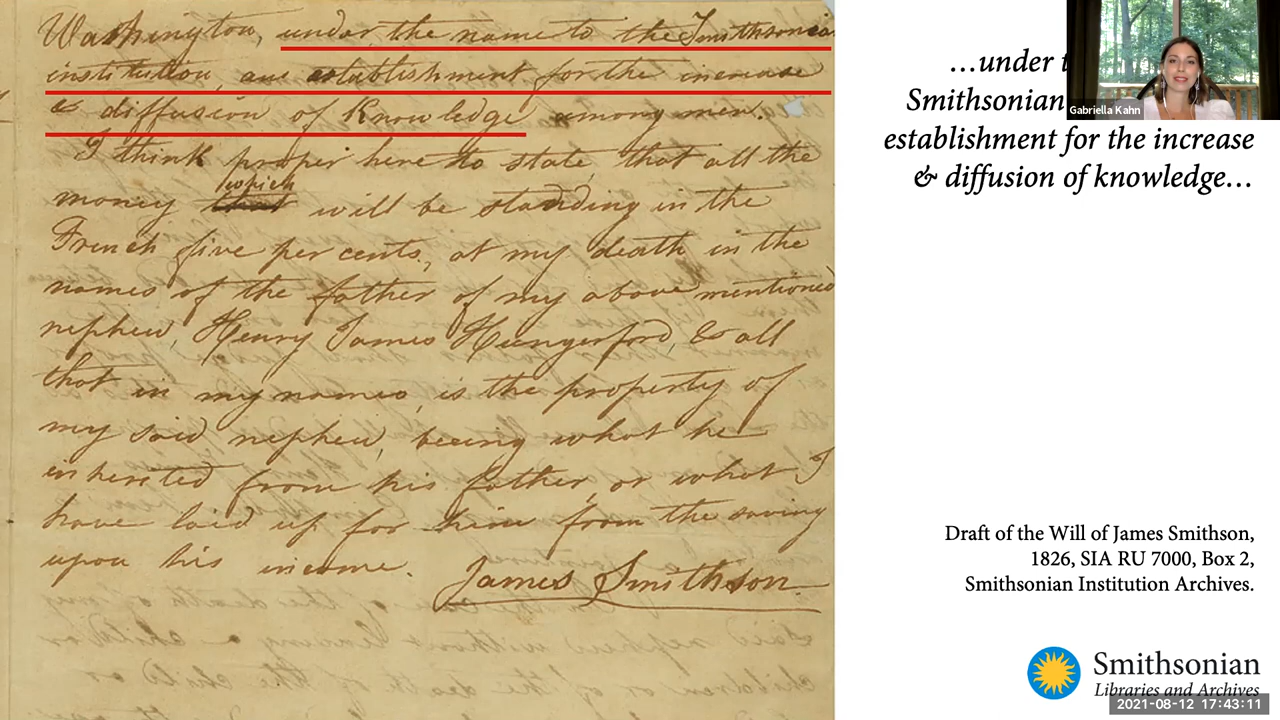 Washington, under the name to the Smithsonian
institution, an establishment for the increase
& diffusion of Knowledge among men.
I think proper here to state, that all the
money that which will be standing in the
French five per cents, at my death in the
names of the father of my above mentioned
nephew, Henry James Hungerford, & all
that in my names, is the property of
my said nephew, being what he
inherited from his father, or what I
have laid up for him from the saving
upon his income.
James Smithson.
…under t
Smithsonian
establishment for the increase
& diffusion of knowledge…
Gabriella Kahn
Draft of the Will of James Smithson,
1826, SIA RU 7000, Box 2,
Smithsonian Institution Archives.
Smithsonian
Libraries and Archives
2021-08-12 17:43:11